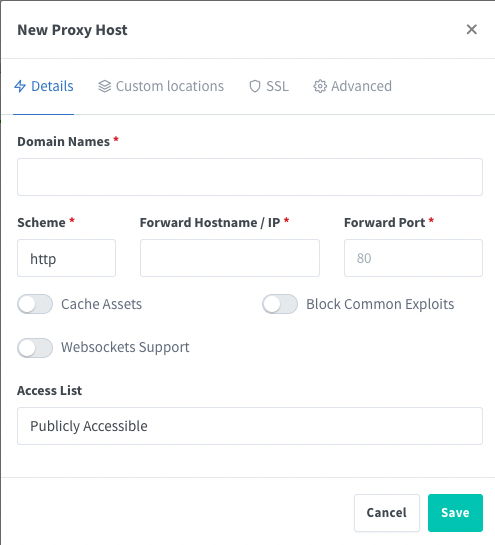 New Proxy Host
Details Custom locations SSL Advanced
Domain Names *
Scheme * Forward Hostname / IP * Forward Port *
http 80
Cache Assets Block Common Exploits
Websockets Support
Access List
Publicly Accessible
Cancel Save